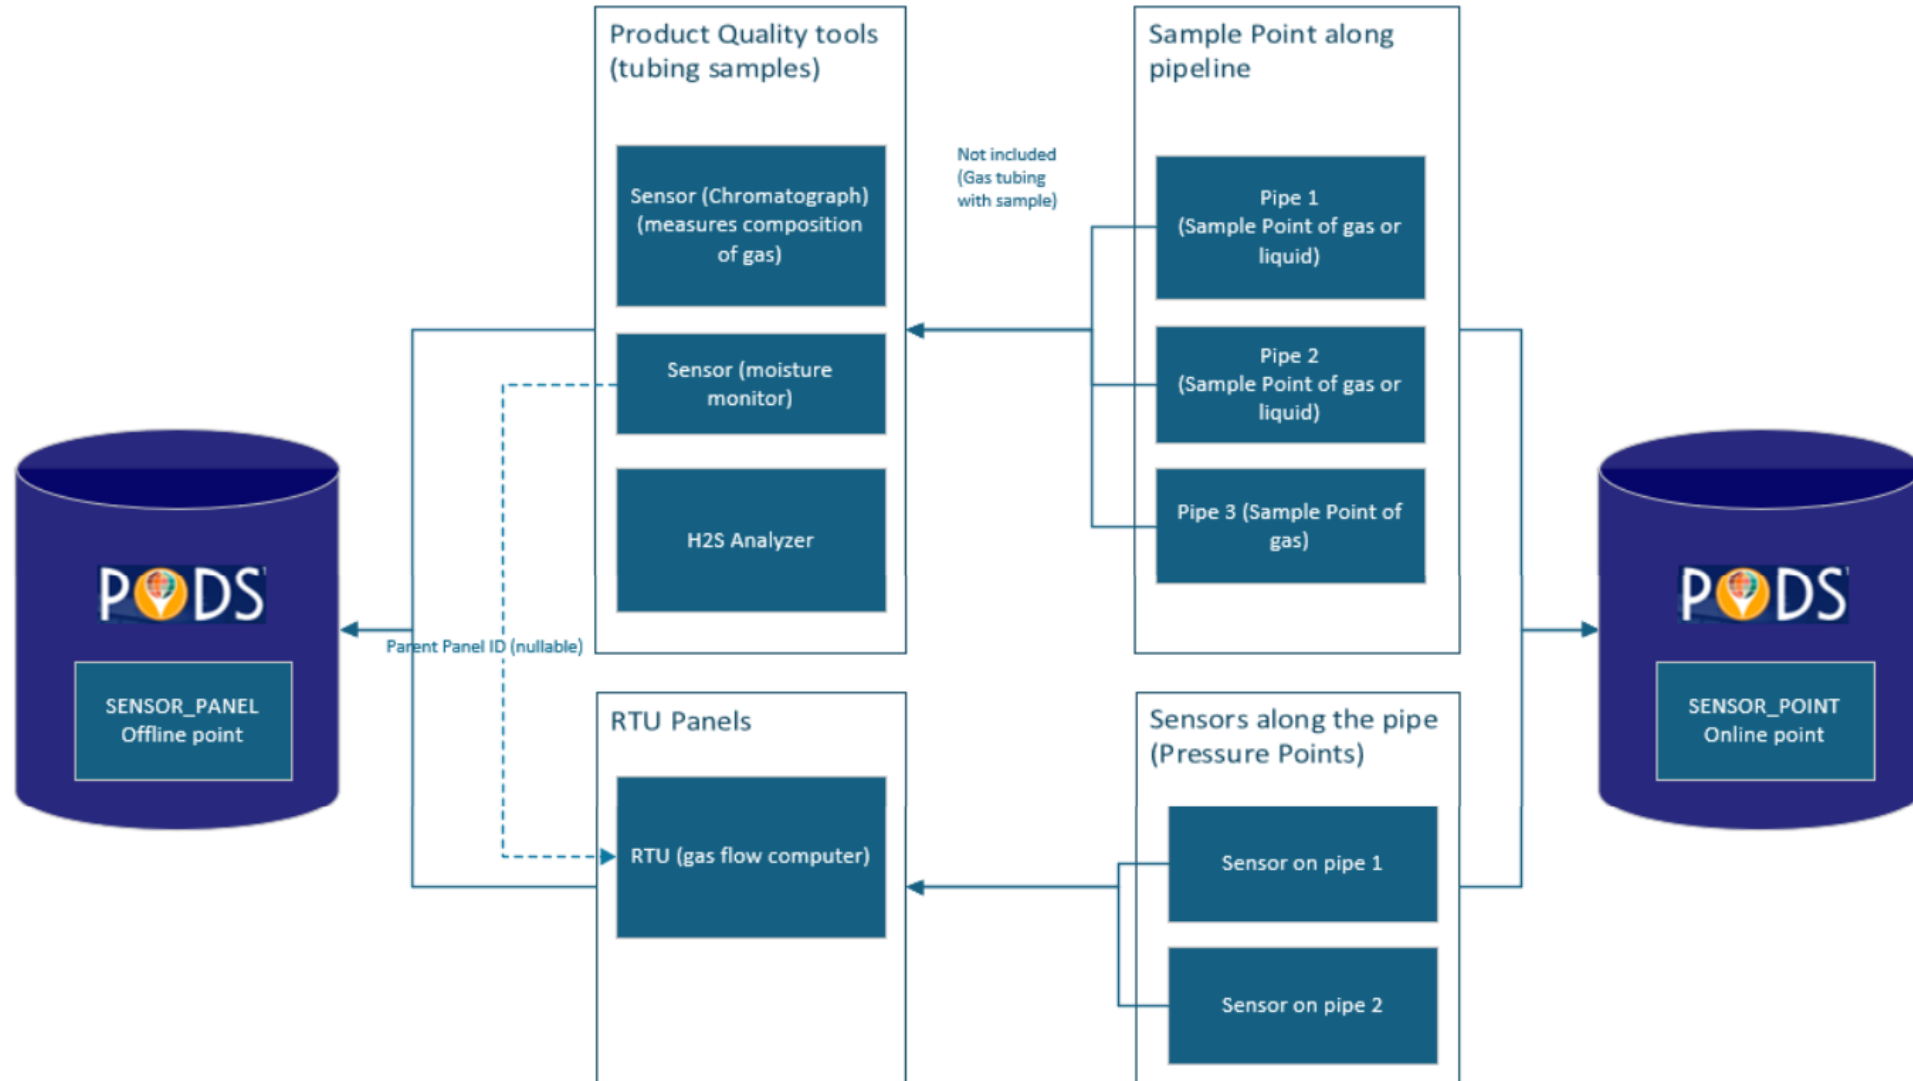 Product Quality tools
(tubing samples)
Sensor (Chromatograph)
(measures composition
of gas)
Sensor (moisture
monitor)
H2S Analyzer
Not included
(Gas tubing
with sample)
Sample Point along
pipeline
Pipe 1
(Sample Point of gas or
liquid)
Pipe 2
(Sample Point of gas or
liquid)
Pipe 3 (Sample Point of
gas)
PODS
SENSOR_PANEL
Offline point
Parent Panel ID (nullable)
RTU Panels
RTU (gas flow computer)
Sensors along the pipe
(Pressure Points)
Sensor on pipe 1
Sensor on pipe 2
PODS
SENSOR_POINT
Online point